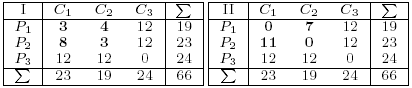 I C₁ C₂ C₃ ∑ II C₁ C₂ C₃ ∑
P₁ 3 4 12 19 P₁ 0 7 12 19
P₂ 8 3 12 23 P₂ 11 0 12 23
P₃ 12 12 0 24 P₃ 12 12 0 24
∑ 23 19 24 66 ∑ 23 19 24 66